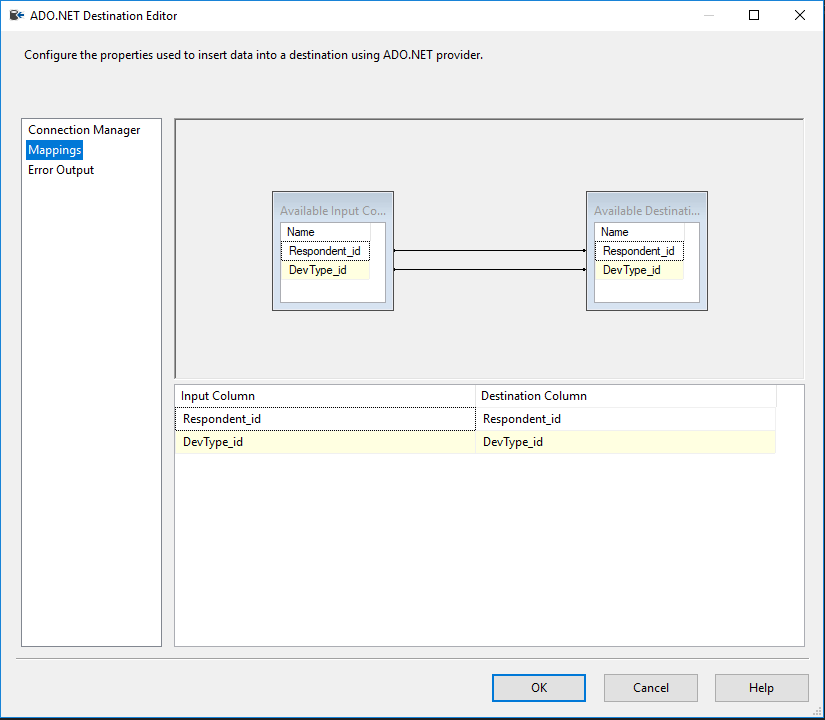 ADO.NET Destination Editor
Configure the properties used to insert data into a destination using ADO.NET provider.
Connection Manager
Mappings
Error Output
Available Input Co...
Name
Respondent_id
DevType_id
Available Destinati...
Name
Respondent_id
DevType_id
Input Column Destination Column
Respondent_id Respondent_id
DevType_id DevType_id
OK Cancel Help